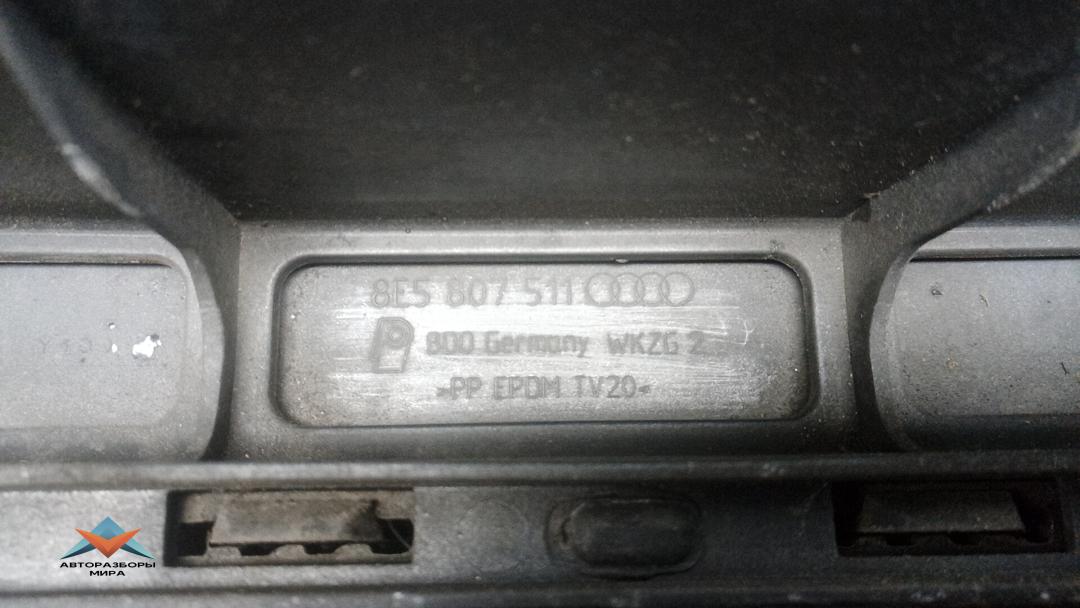 8E5 807 511
800 Germany WKZG 2
>PP EPDM TV20<
АВТОРАЗБОРЫ
МИРА